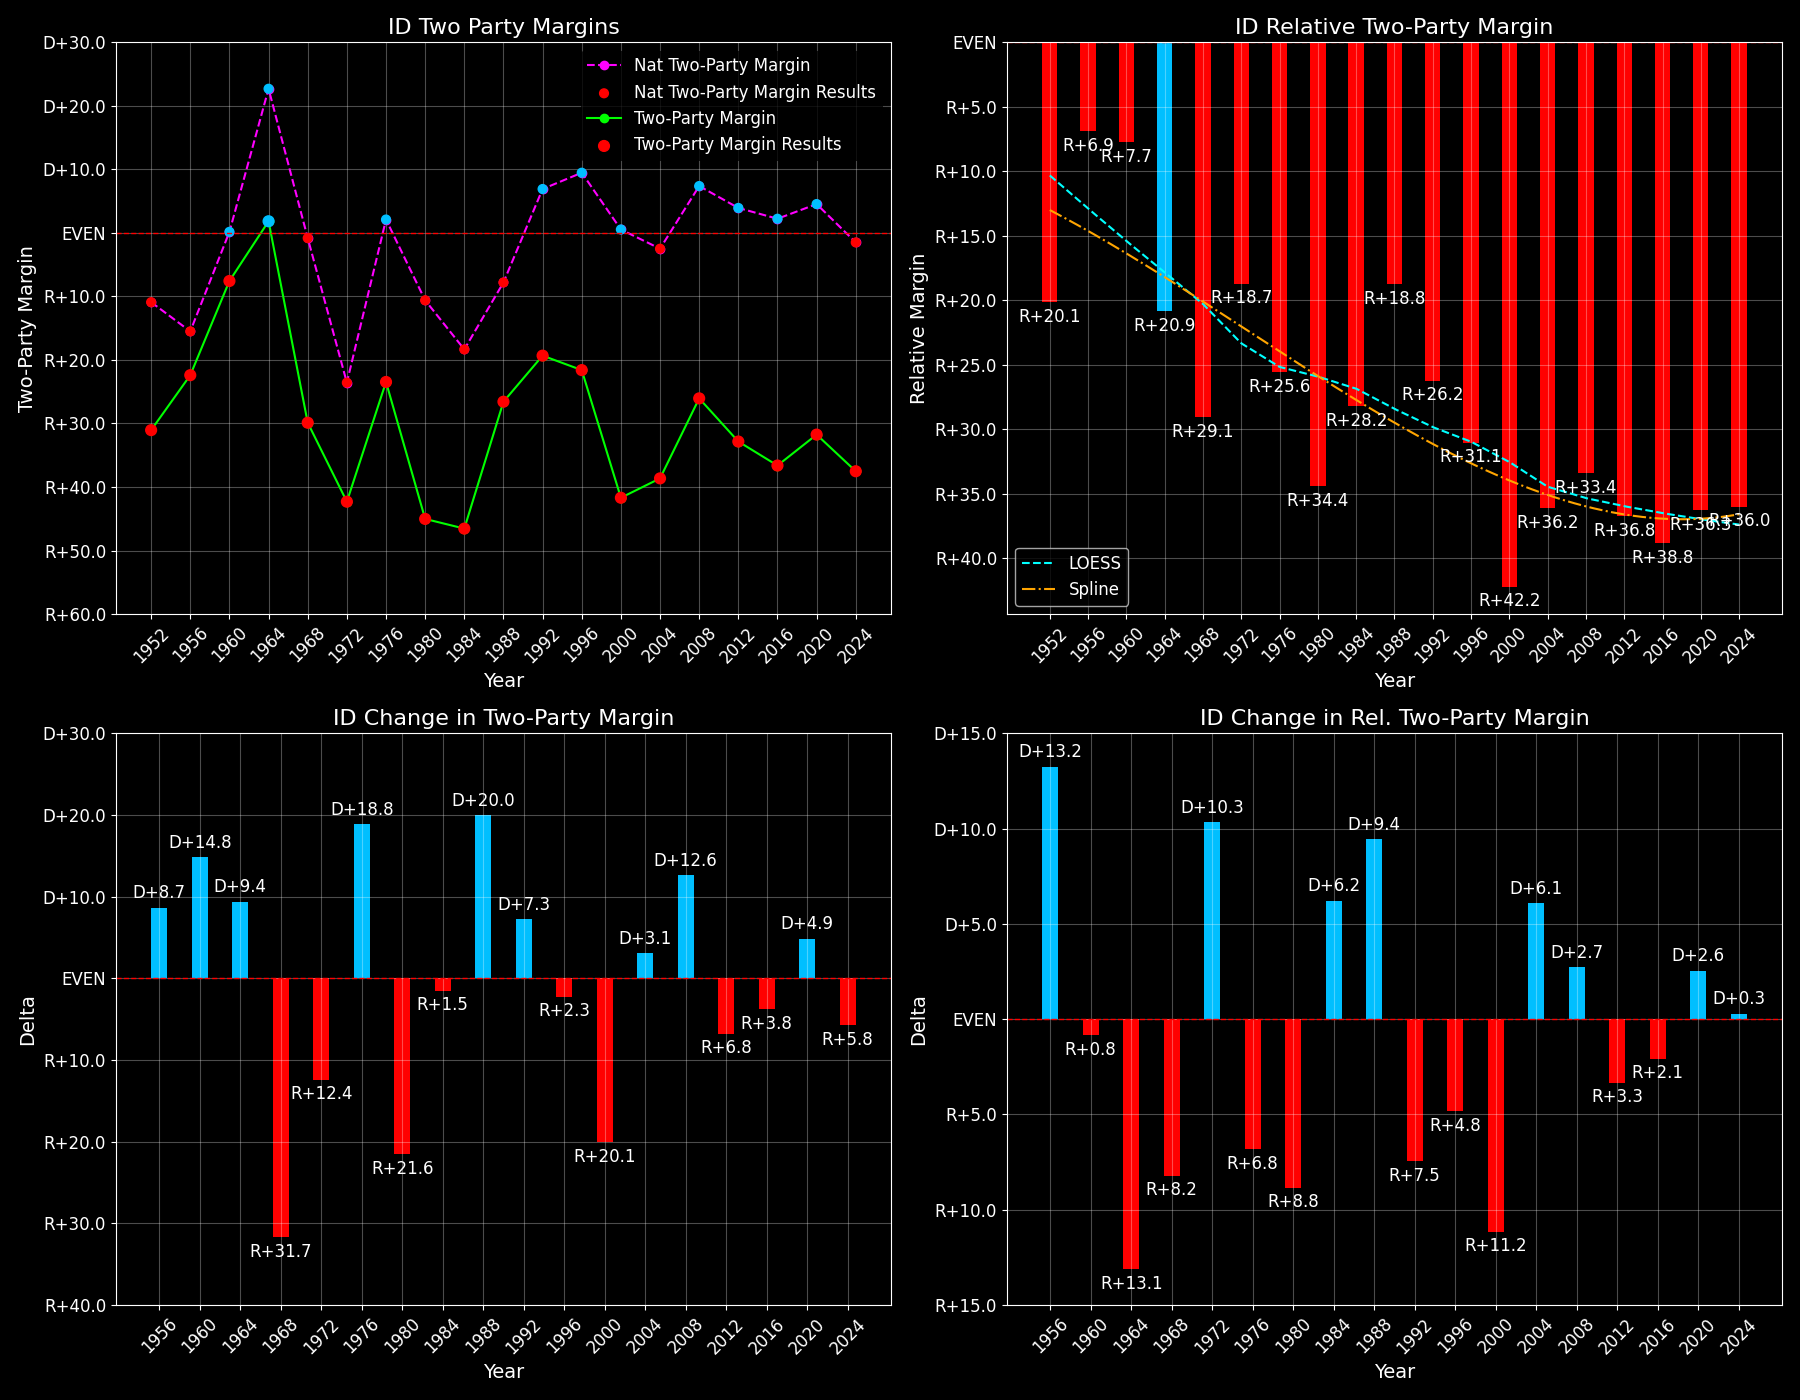 ID Two Party Margins
D+30.0
D+20.0
D+10.0
EVEN
R+10.0
R+20.0
R+30.0
R+40.0
R+50.0
R+60.0
Two-Party Margin
Nat Two-Party Margin
Nat Two-Party Margin Results
Two-Party Margin
Two-Party Margin Results
1952 1956 1960 1964 1968 1972 1976 1980 1984 1988 1992 1996 2000 2004 2008 2012 2016 2020 2024
Year
ID Relative Two-Party Margin
EVEN
R+5.0
R+10.0
R+15.0
R+20.0
R+25.0
R+30.0
R+35.0
R+40.0
Relative Margin
R+20.1
R+6.9
R+7.7
R+20.9
R+29.1
R+18.7
R+25.6
R+34.4
R+28.2
R+18.8
R+26.2
R+31.1
R+42.2
R+36.2
R+33.4
R+36.8
R+38.8
R+36.3
R+36.0
LOESS
Spline
1952 1956 1960 1964 1968 1972 1976 1980 1984 1988 1992 1996 2000 2004 2008 2012 2016 2020 2024
Year
ID Change in Two-Party Margin
D+30.0
D+20.0
D+10.0
EVEN
R+10.0
R+20.0
R+30.0
R+40.0
Delta
D+8.7
D+14.8
D+9.4
R+31.7
R+12.4
D+18.8
R+21.6
R+1.5
D+20.0
D+7.3
R+2.3
R+20.1
D+3.1
D+12.6
R+6.8
R+3.8
D+4.9
R+5.8
1956 1960 1964 1968 1972 1976 1980 1984 1988 1992 1996 2000 2004 2008 2012 2016 2020 2024
Year
ID Change in Rel. Two-Party Margin
D+15.0
D+10.0
D+5.0
EVEN
R+5.0
R+10.0
R+15.0
Delta
D+13.2
R+0.8
R+13.1
R+8.2
D+10.3
R+6.8
R+8.8
D+6.2
D+9.4
R+7.5
R+4.8
R+11.2
D+6.1
D+2.7
R+3.3
R+2.1
D+2.6
D+0.3
1956 1960 1964 1968 1972 1976 1980 1984 1988 1992 1996 2000 2004 2008 2012 2016 2020 2024
Year